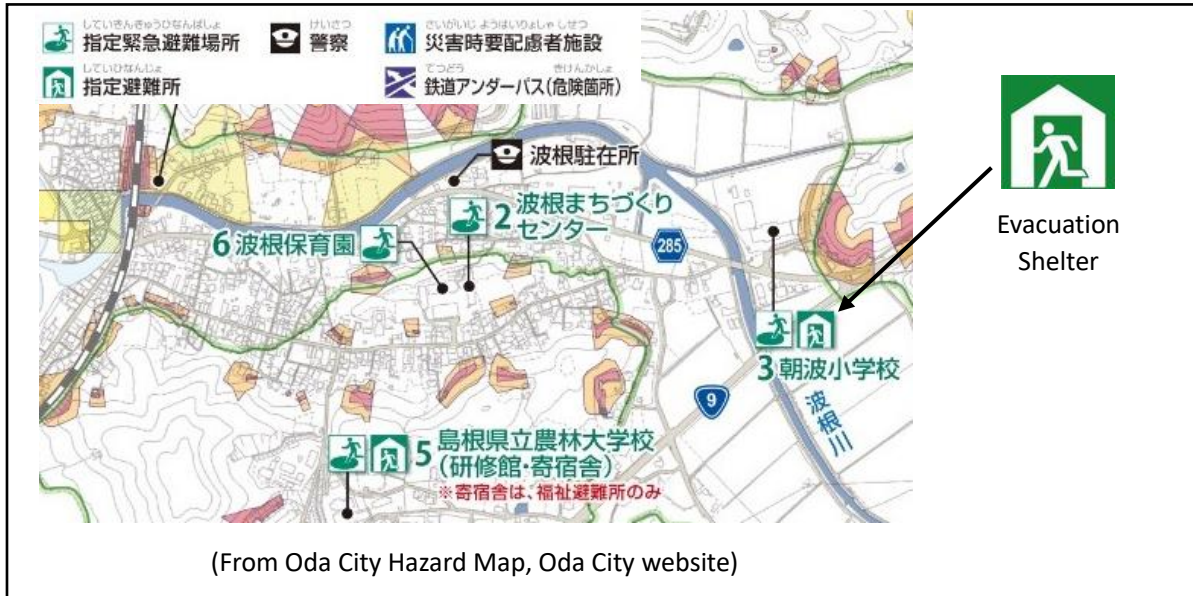 していきんきゅうひなんばしょ
指定緊急避難場所
けいさつ
警察
さいがいじ ようはいりょしゃ しせつ
災害時要配慮者施設
していひなんじょ
指定避難所
てつどう きけんかしょ
鉄道アンダーパス(危険箇所)
波根駐在所
2 波根まちづくり
センター
6 波根保育園
285
Evacuation
Shelter
3 朝波小学校
9
波根川
5 島根県立農林大学校
(研修館・寄宿舎)
※寄宿舎は、福祉避難所のみ
(From Oda City Hazard Map, Oda City website)